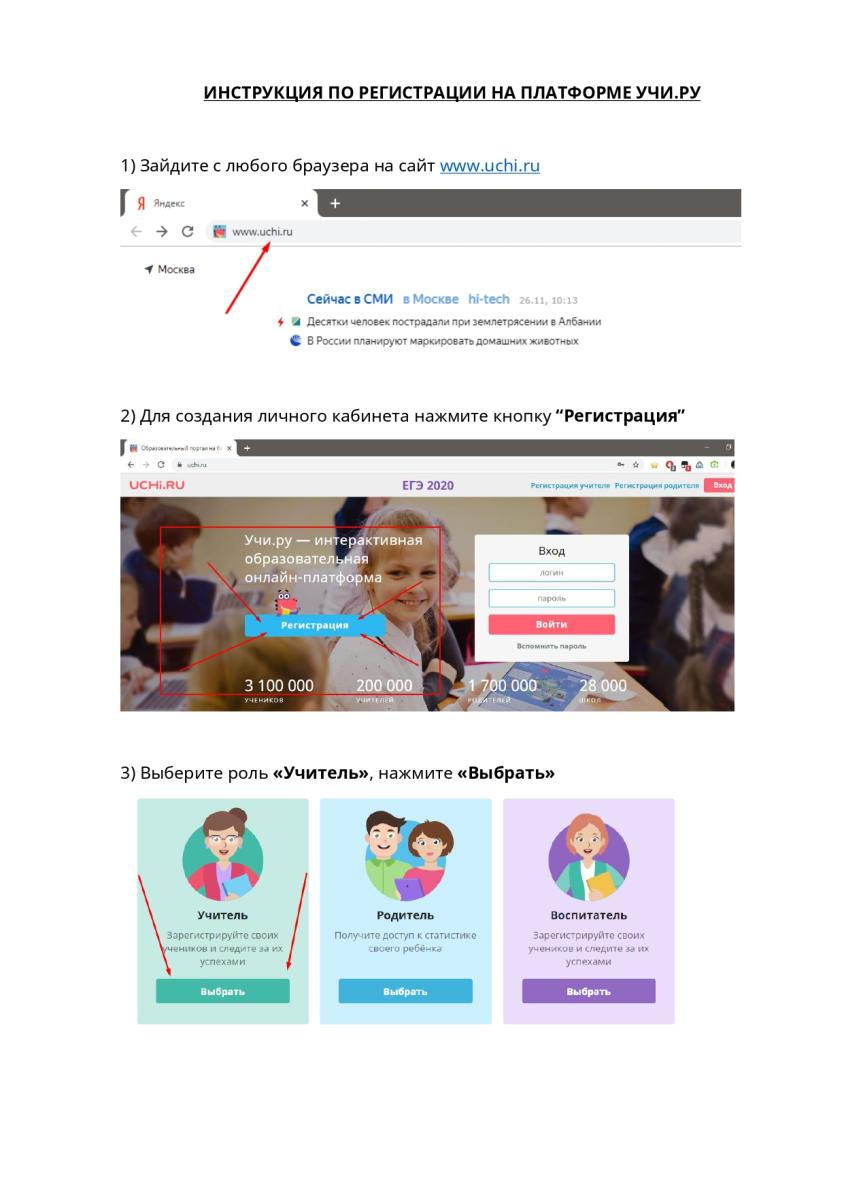 ИНСТРУКЦИЯ ПО РЕГИСТРАЦИИ НА ПЛАТФОРМЕ УЧИ.РУ
1) Зайдите с любого браузера на сайт www.uchi.ru
Я Яндекс × +
www.uchi.ru
Москва
Сейчас в СМИ в Москве hi-tech 26.11, 10:13
Десятки человек пострадали при землетрясении в Албании
В России планируют маркировать домашних животных
2) Для создания личного кабинета нажмите кнопку “Регистрация”
Образовательный портал на б × +
uchi.ru
UCHi.RU ЕГЭ 2020 Регистрация учителя Регистрация родителя Вход
Учи.ру — интерактивная
образовательная
онлайн-платформа
Регистрация
Вход
логин
пароль
Войти
Вспомнить пароль
3 100 000 200 000 1 700 000 28 000
УЧЕНИКОВ УЧИТЕЛЕЙ РОДИТЕЛЕЙ ШКОЛ
3) Выберите роль «Учитель», нажмите «Выбрать»
Учитель
Зарегистрируйте своих
учеников и следите за их
успехами
Выбрать
Родитель
Получите доступ к статистике
своего ребёнка
Выбрать
Воспитатель
Зарегистрируйте своих
учеников и следите за их
успехами
Выбрать